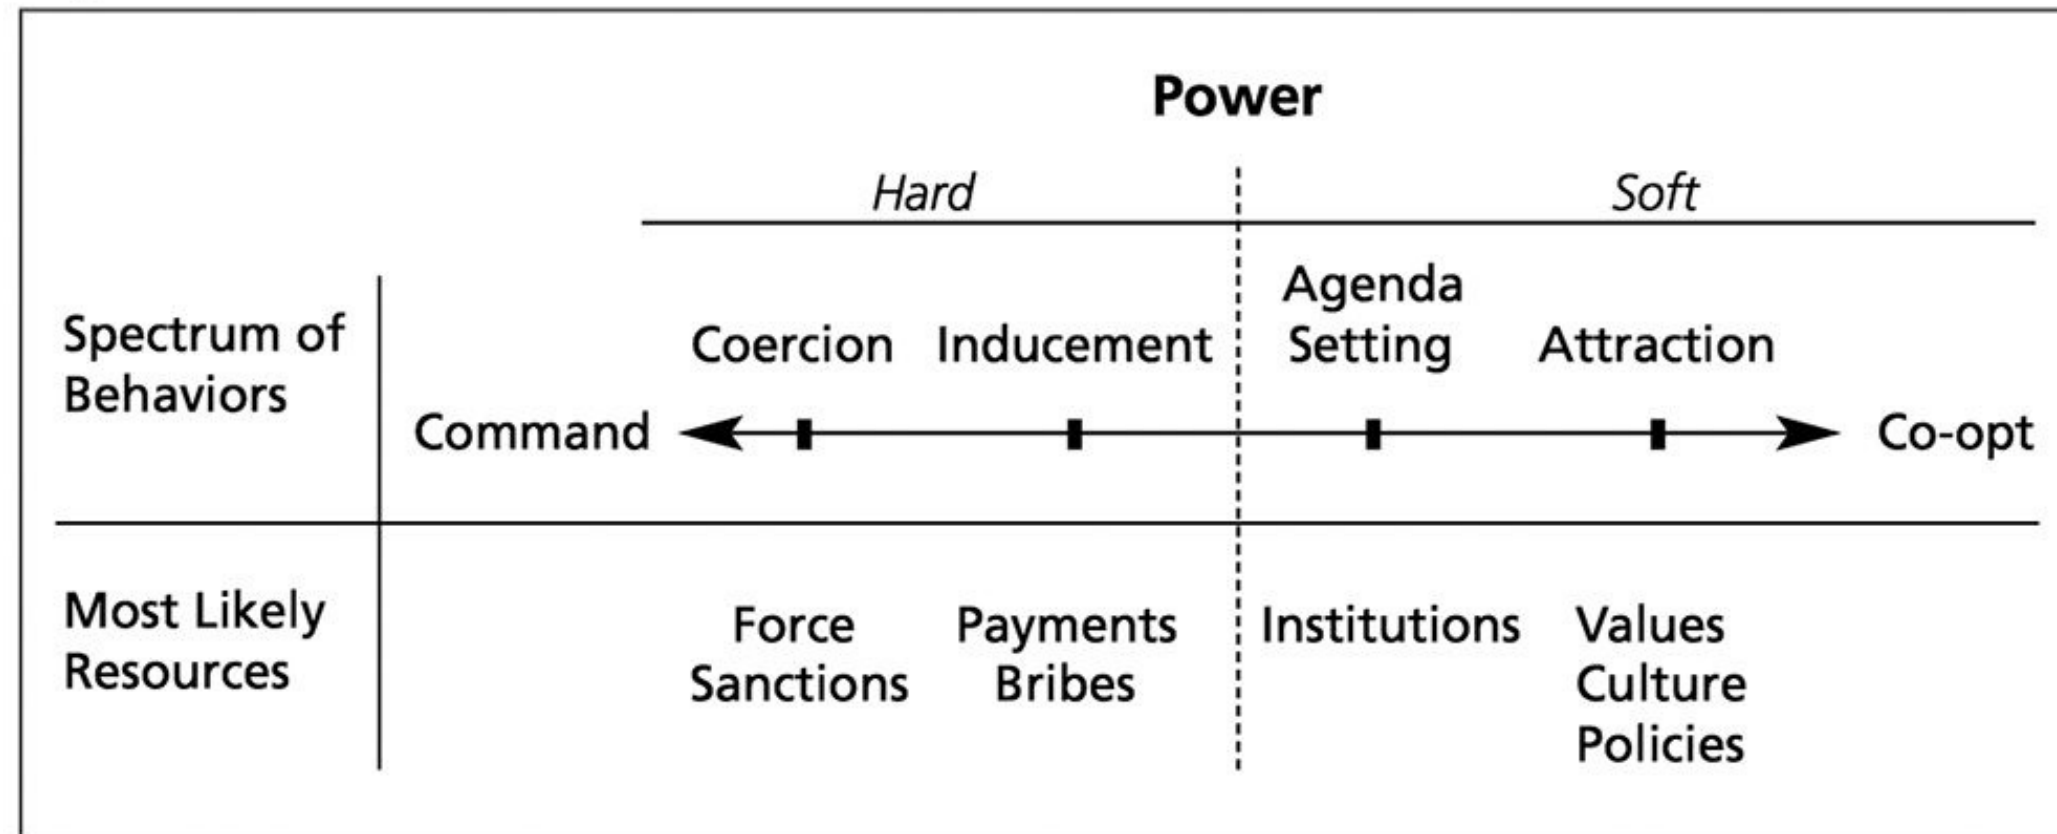 Power
Hard Soft
Spectrum of
Behaviors
Agenda
Coercion Inducement Setting Attraction
Command Co-opt
Most Likely
Resources
Force Payments Institutions Values
Sanctions Bribes Culture
Policies